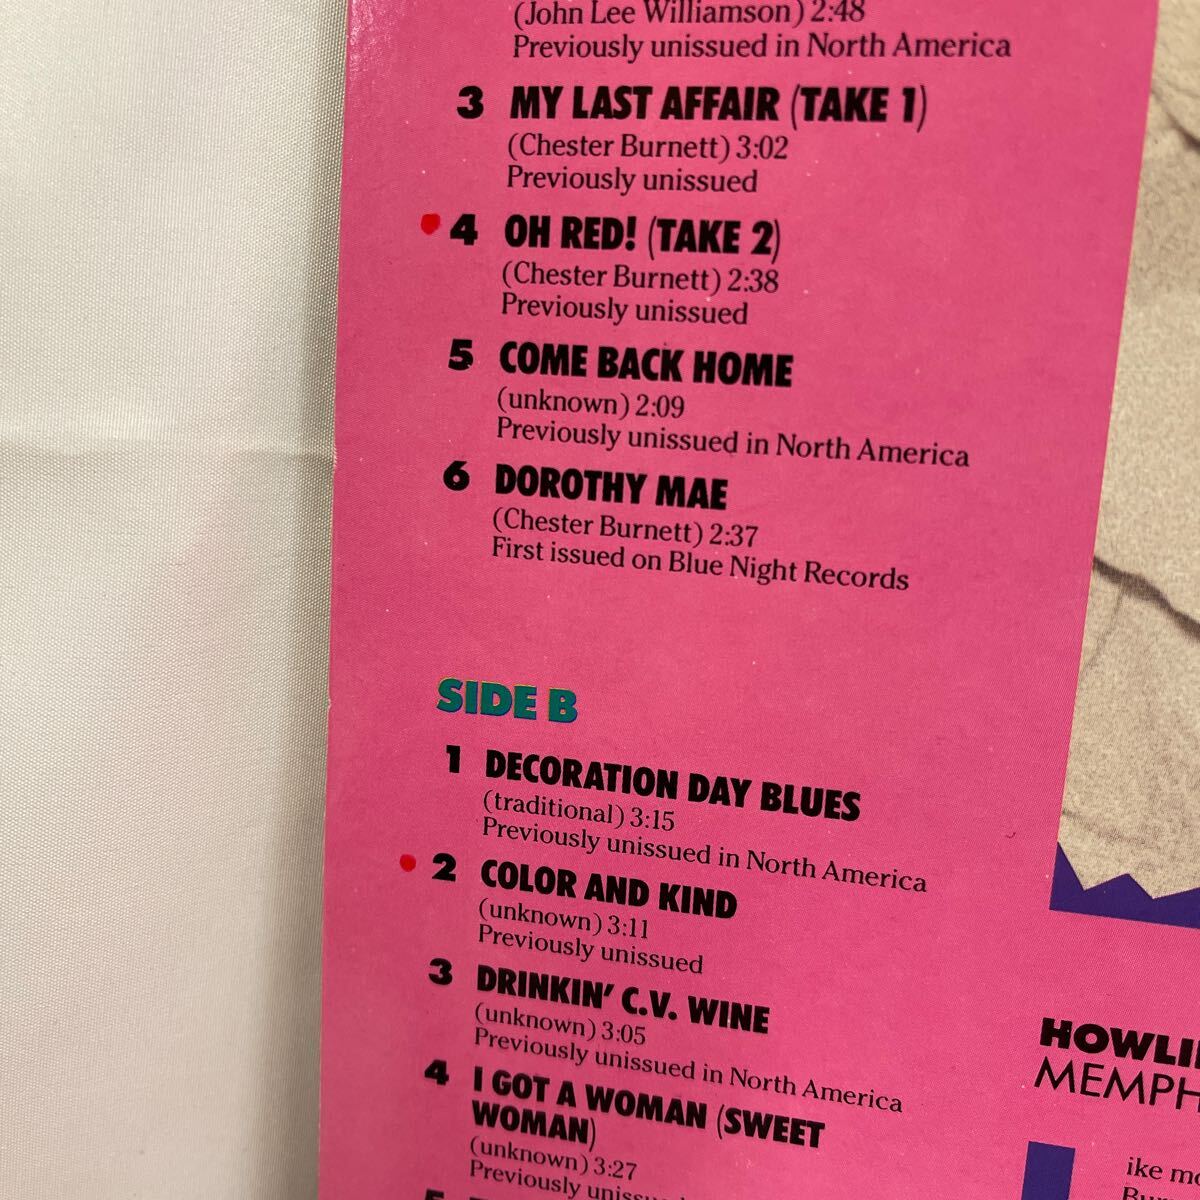 (John Lee Williamson) 2:48
Previously unissued in North America
3 MY LAST AFFAIR (TAKE 1)
(Chester Burnett) 3:02
Previously unissued
4 OH RED! (TAKE 2)
(Chester Burnett) 2:38
Previously unissued
5 COME BACK HOME
(unknown) 2:09
Previously unissued in North America
6 DOROTHY MAE
(Chester Burnett) 2:37
First issued on Blue Night Records
SIDE B
1 DECORATION DAY BLUES
(traditional) 3:15
Previously unissued in North America
2 COLOR AND KIND
(unknown) 3:11
Previously unissued
3 DRINKIN' C.V. WINE
(unknown) 3:05
Previously unissued in North America
4 I GOT A WOMAN (SWEET
WOMAN)
(unknown) 3:27
Previously
HOWLI
MEMPH
ike